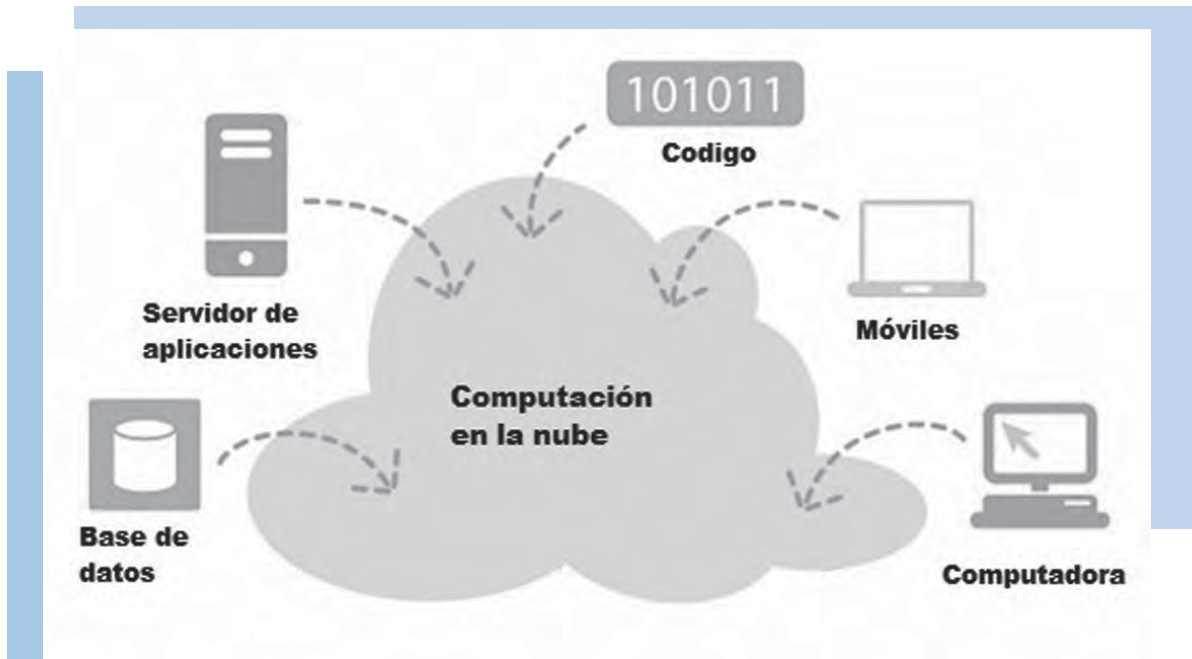 101011
Codigo
Servidor de
aplicaciones
Móviles
Computación
en la nube
Base de
datos
Computadora